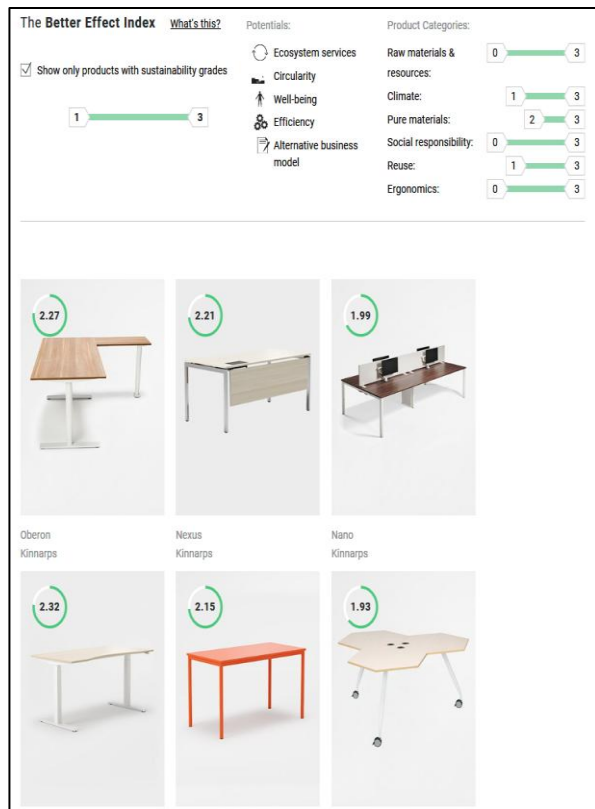 The Better Effect Index What's this?
Show only products with sustainability grades
1 3
Potentials:
Ecosystem services
Circularity
Well-being
Efficiency
Alternative business
model
Product Categories:
Raw materials &
resources:
0 3
Climate: 1 3
Pure materials: 2 3
Social responsibility: 0 3
Reuse: 1 3
Ergonomics: 0 3
2.27
2.21
1.99
Oberon
Kinnarps
Nexus
Kinnarps
Nano
Kinnarps
2.32
2.15
1.93